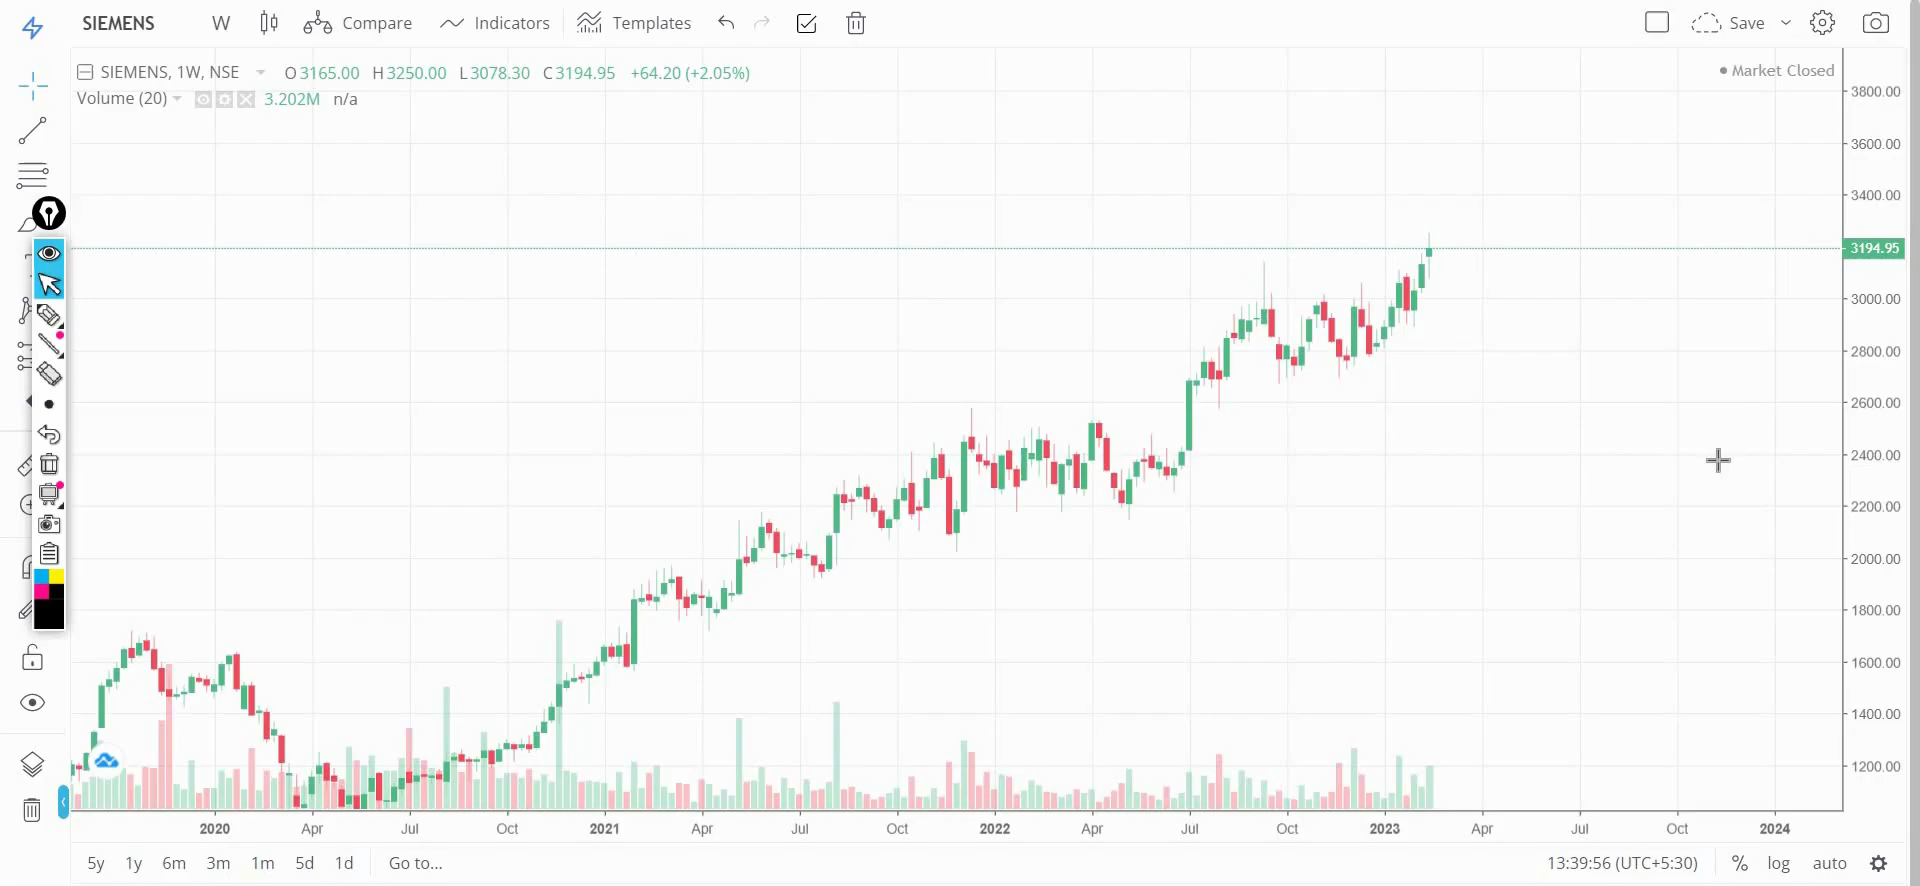 SIEMENS W Compare Indicators Templates Save
SIEMENS, 1W, NSE O3165.00 H3250.00 L3078.30 C3194.95 +64.20 (+2.05%)
Market Closed
Volume (20) 3.202M n/a
3800.00
3600.00
3400.00
3194.95
3000.00
2800.00
2600.00
2400.00
2200.00
2000.00
1800.00
1600.00
1400.00
1200.00
2020 Apr Jul Oct 2021 Apr Jul Oct 2022 Apr Jul Oct 2023 Apr Jul Oct 2024
5y 1y 6m 3m 1m 5d 1d Go to... 13:39:56 (UTC+5:30) % log auto